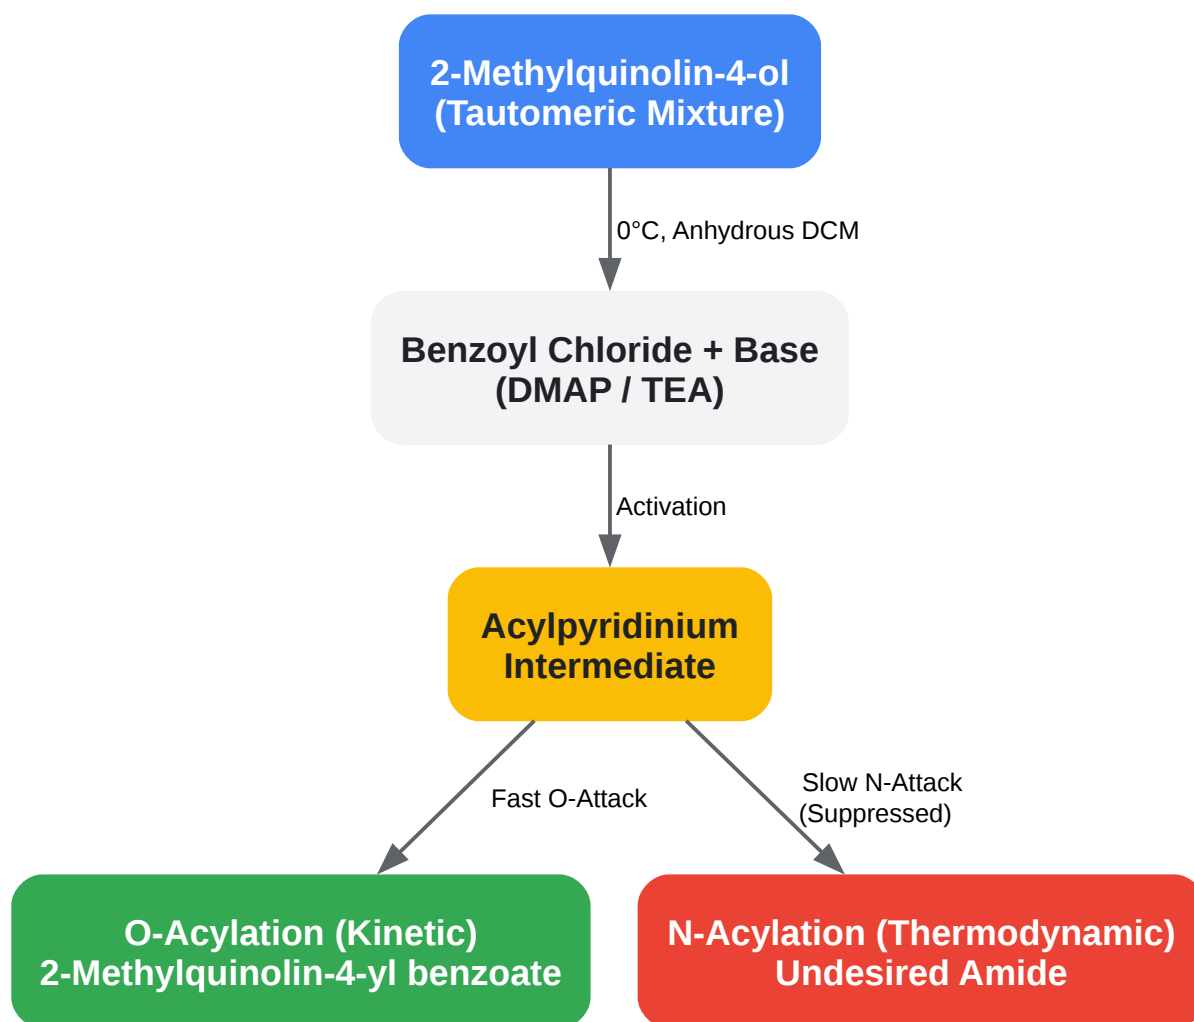 2-Methylquinolin-4-ol
(Tautomeric Mixture)
0°C, Anhydrous DCM
Benzoyl Chloride + Base
(DMAP / TEA)
Activation
Acylpyridinium
Intermediate
Fast O-Attack
Slow N-Attack
(Suppressed)
O-Acylation (Kinetic)
2-Methylquinolin-4-yl benzoate
N-Acylation (Thermodynamic)
Undesired Amide